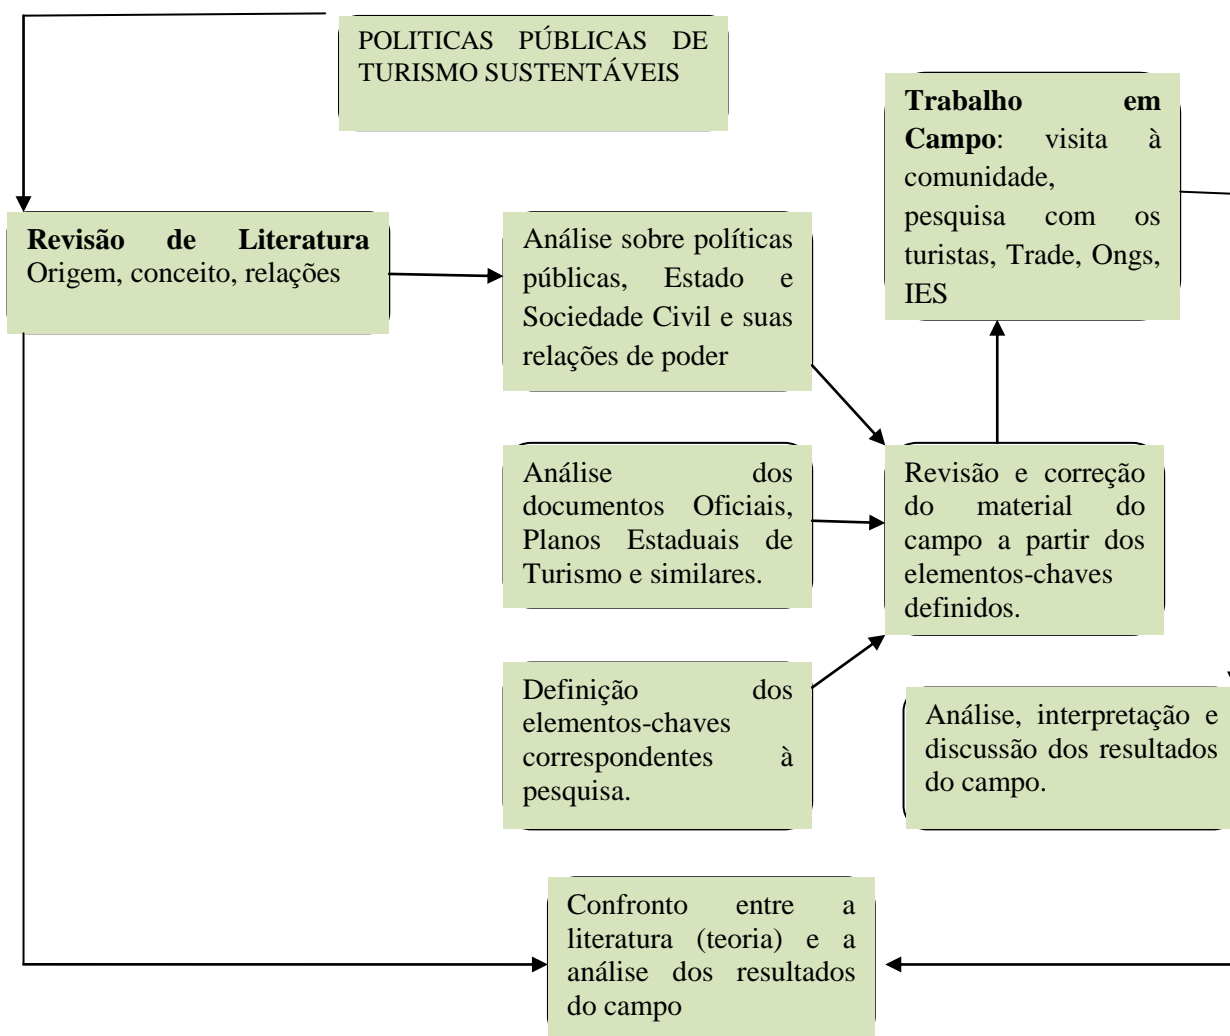 POLITICAS PÚBLICAS DE
TURISMO SUSTENTÁVEIS
Revisão de Literatura
Origem, conceito, relações
Análise sobre políticas
públicas, Estado e
Sociedade Civil e suas
relações de poder
Trabalho em
Campo: visita à
comunidade,
pesquisa com os
turistas, Trade, Ongs,
IES
Análise dos
documentos Oficiais,
Planos Estaduais de
Turismo e similares.
Revisão e correção
do material do
campo a partir dos
elementos-chaves
definidos.
Definição dos
elementos-chaves
correspondentes à
pesquisa.
Análise, interpretação e
discussão dos resultados
do campo.
Confronto entre a
literatura (teoria) e a
análise dos resultados
do campo